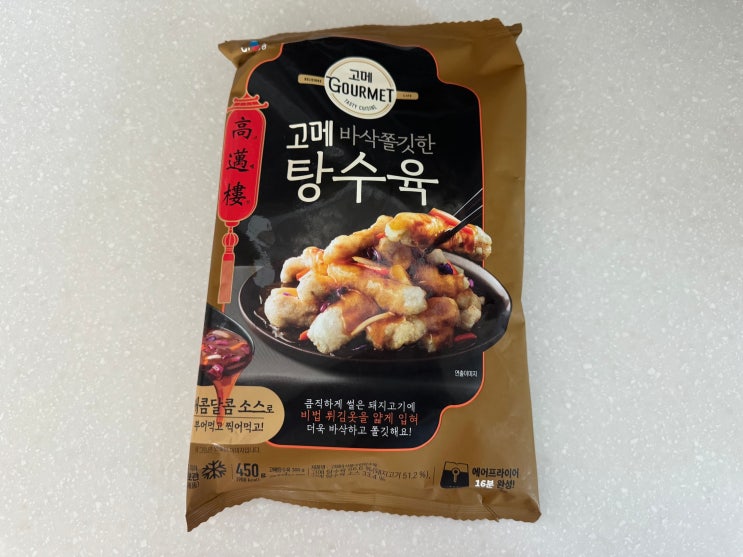 고메
GOURMET
TASTY CUISINE
高邁樓
고메 바삭쫄깃한
탕수육
연출이미지
콤달콤 소스로
부어먹고 찍어먹고!
큼직하게 썰은 돼지고기에
비법 튀김옷을 얇게 입혀
더욱 바삭하고 쫄깃해요!
450
에어프라이어
16분 완성!